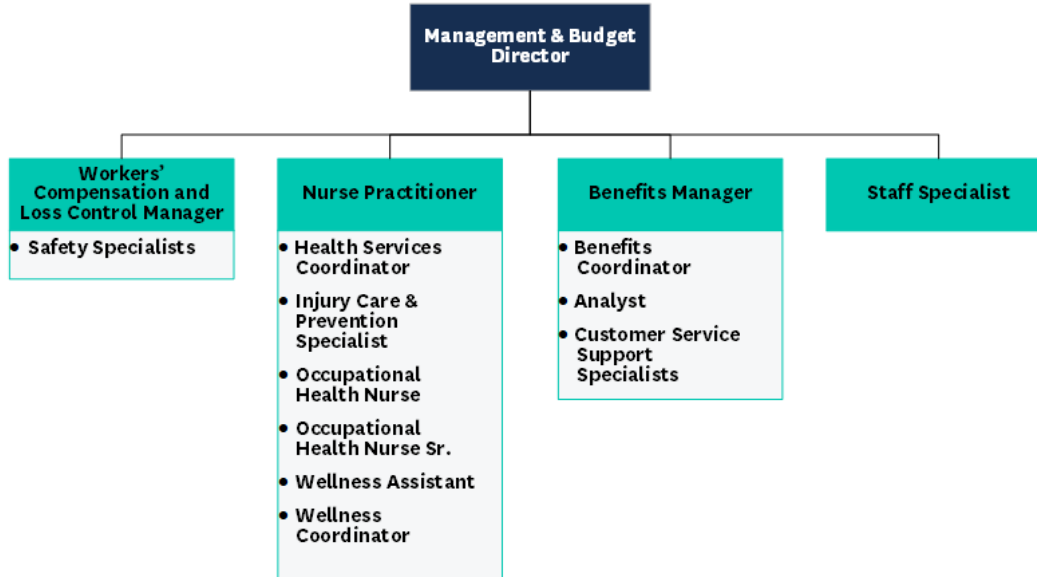 Management & Budget
Director
Workers'
Compensation and
Loss Control Manager
• Safety Specialists
Nurse Practitioner
• Health Services
Coordinator
• Injury Care &
Prevention
Specialist
• Occupational
Health Nurse
• Occupational
Health Nurse Sr.
• Wellness Assistant
• Wellness
Coordinator
Benefits Manager
• Benefits
Coordinator
• Analyst
• Customer Service
Support
Specialists
Staff Specialist